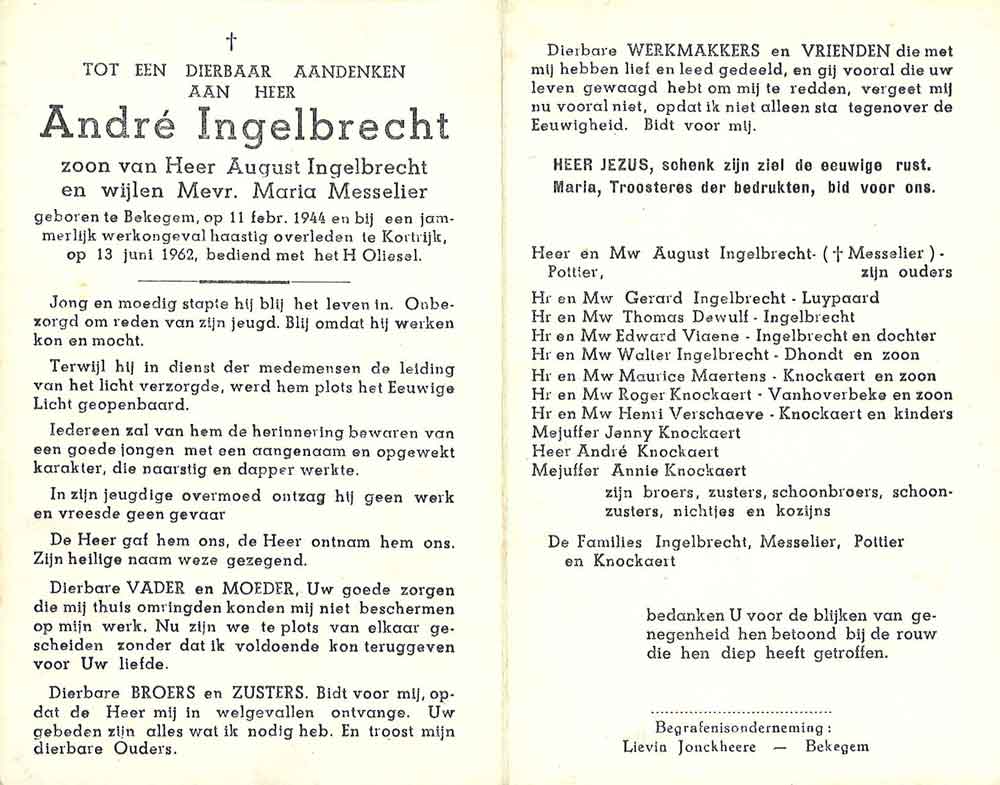 †
TOT EEN DIERBAAR AANDENKEN
AAN HEER
André Ingelbrecht
zoon van Heer August Ingelbrecht
en wijlen Mevr. Maria Messelier
geboren te Bekegem, op 11 febr. 1944 en bij een jam-
merlijk werkongeval haastig overleden te Kortrijk,
op 13 juni 1962, bediend met het H Oliesel.
Jong en moedig stapte hij blij het leven in. Onbe-
zorgd om reden van zijn jeugd. Blij omdat hij werken
kon en mocht.
Terwijl hij in dienst der medemensen de leiding
van het licht verzorgde, werd hem plots het Eeuwige
Licht geopenbaard.
Iedereen zal van hem de herinnering bewaren van
een goede jongen met een aangenaam en opgewekt
karakter, die naarstig en dapper werkte.
In zijn jeugdige overmoed ontzag hij geen werk
en vreesde geen gevaar
De Heer gaf hem ons, de Heer ontnam hem ons.
Zijn heilige naam weze gezegend.
Dierbare VADER en MOEDER, Uw goede zorgen
die mij thuis omringden konden mij niet beschermen
op mijn werk. Nu zijn we te plots van elkaar ge-
scheiden zonder dat ik voldoende kon teruggeven
voor Uw liefde.
Dierbare BROERS en ZUSTERS. Bidt voor mij, op-
dat de Heer mij in welgevallen ontvange. Uw
gebeden zijn alles wat ik nodig heb. En troost mijn
dierbare Ouders.
Dierbare WERKMAKKERS en VRIENDEN die met
mij hebben lief en leed gedeeld, en gij vooral die uw
leven gewaagd hebt om mij te redden, vergeet mij
nu vooral niet, opdat ik niet alleen sta tegenover de
Eeuwigheid. Bidt voor mij.
HEER JEZUS, schenk zijn ziel de eeuwige rust.
Maria, Troosteres der bedrukten, bid voor ons.
Heer en Mw August Ingelbrecht- († Messelier) -
Pottier, zijn ouders
Hr en Mw Gerard Ingelbrecht - Luypaard
Hr en Mw Thomas Dewulf - Ingelbrecht
Hr en Mw Edward Viaene - Ingelbrecht en dochter
Hr en Mw Walter Ingelbrecht - Dhondt en zoon
Hr en Mw Maurice Maertens - Knockaert en zoon
Hr en Mw Roger Knockaert - Vanhoverbeke en zoon
Hr en Mw Henri Verschaeve - Knockaert en kinders
Mejuffer Jenny Knockaert
Heer André Knockaert
Mejuffer Annie Knockaert
zijn broers, zusters, schoonbroers, schoon-
zusters, nichtjes en kozijns
De Families Ingelbrecht, Messelier, Pottier
en Knockaert
bedanken U voor de blijken van ge-
negenheid hen betoond bij de rouw
die hen diep heeft getroffen.
Begrafenisonderneming :
Lievin Jonckheere — Bekegem